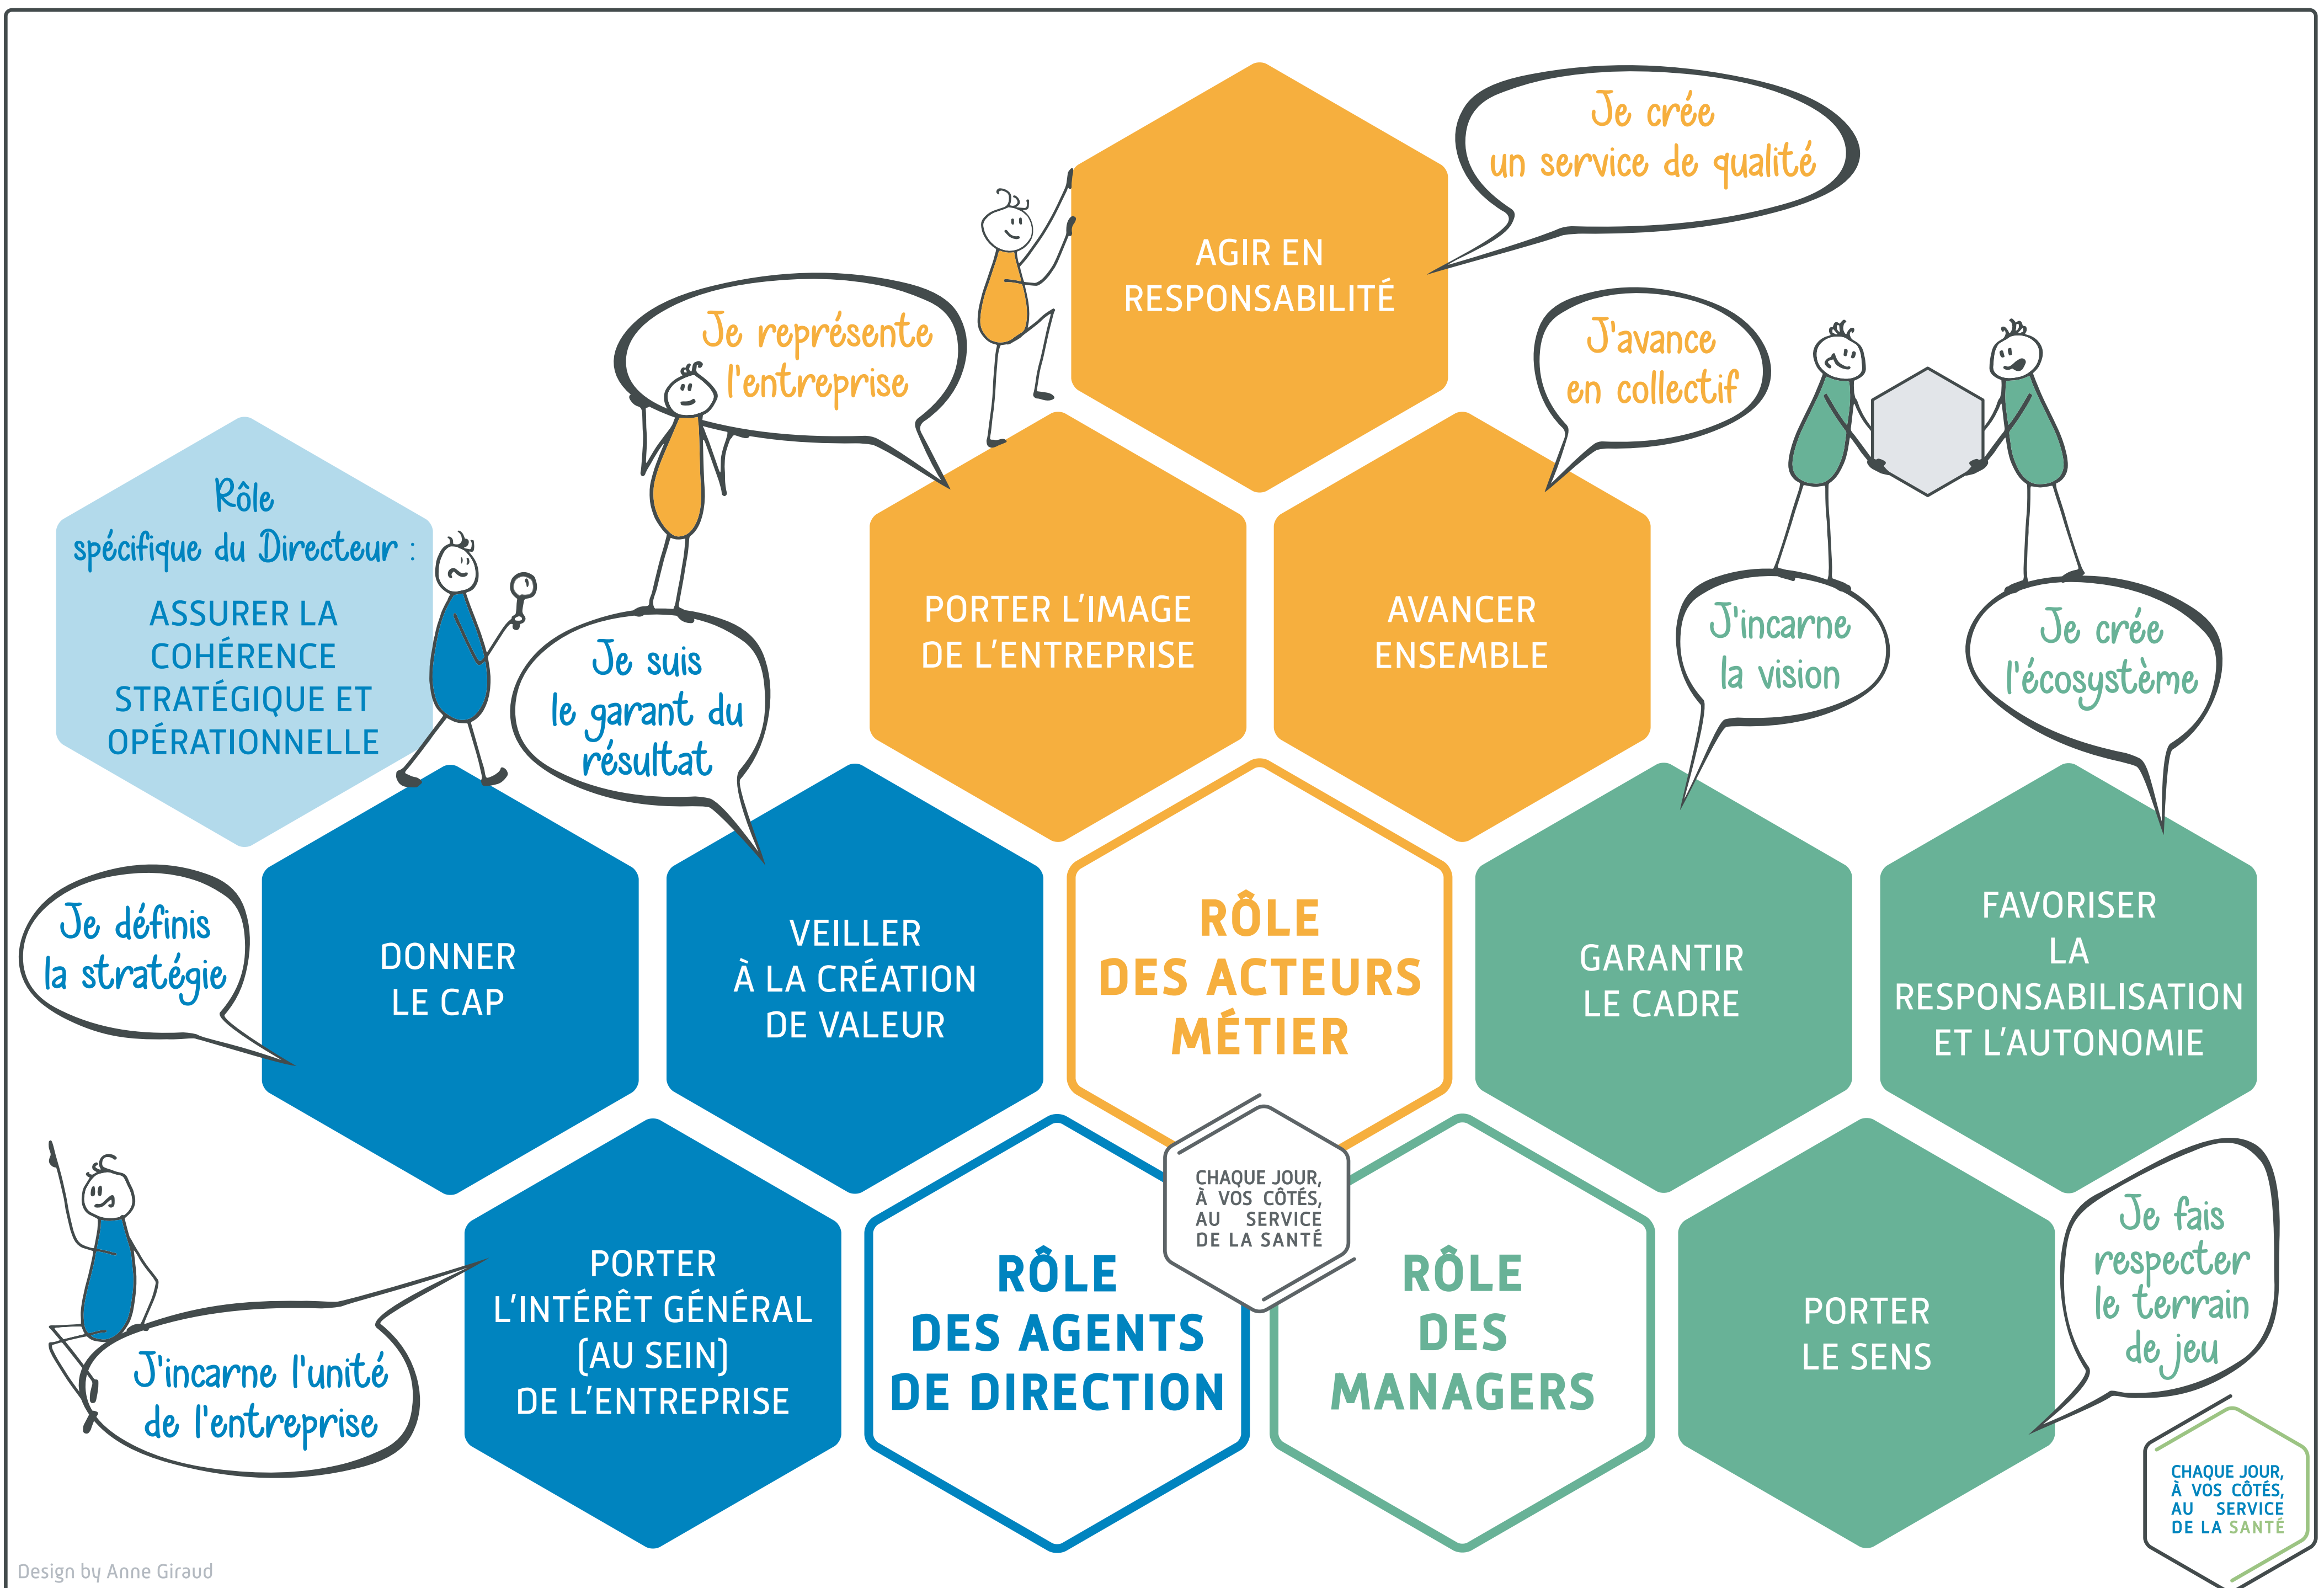 Je crée
un service de qualité
AGIR EN
RESPONSABILITÉ
Je représente
l'entreprise
J'avance
en collectif
Rôle
spécifique du Directeur :
ASSURER LA
COHÉRENCE
STRATÉGIQUE ET
OPÉRATIONNELLE
PORTER L'IMAGE
DE L'ENTREPRISE
AVANCER
ENSEMBLE
Je suis
le garant du
résultat
J'incarne
la vision
Je crée
l'écosystème
Je définis
la stratégie
DONNER
LE CAP
VEILLER
À LA CRÉATION
DE VALEUR
RÔLE
DES ACTEURS
MÉTIER
GARANTIR
LE CADRE
FAVORISER
LA
RESPONSABILISATION
ET L'AUTONOMIE
CHAQUE JOUR,
À VOS CÔTÉS,
AU SERVICE
DE LA SANTÉ
J'incarne l'unité
de l'entreprise
PORTER
L'INTÉRÊT GÉNÉRAL
(AU SEIN)
DE L'ENTREPRISE
RÔLE
DES AGENTS
DE DIRECTION
RÔLE
DES
MANAGERS
PORTER
LE SENS
Je fais
respecter
le terrain
de jeu
CHAQUE JOUR,
À VOS CÔTÉS,
AU SERVICE
DE LA SANTÉ
Design by Anne Giraud